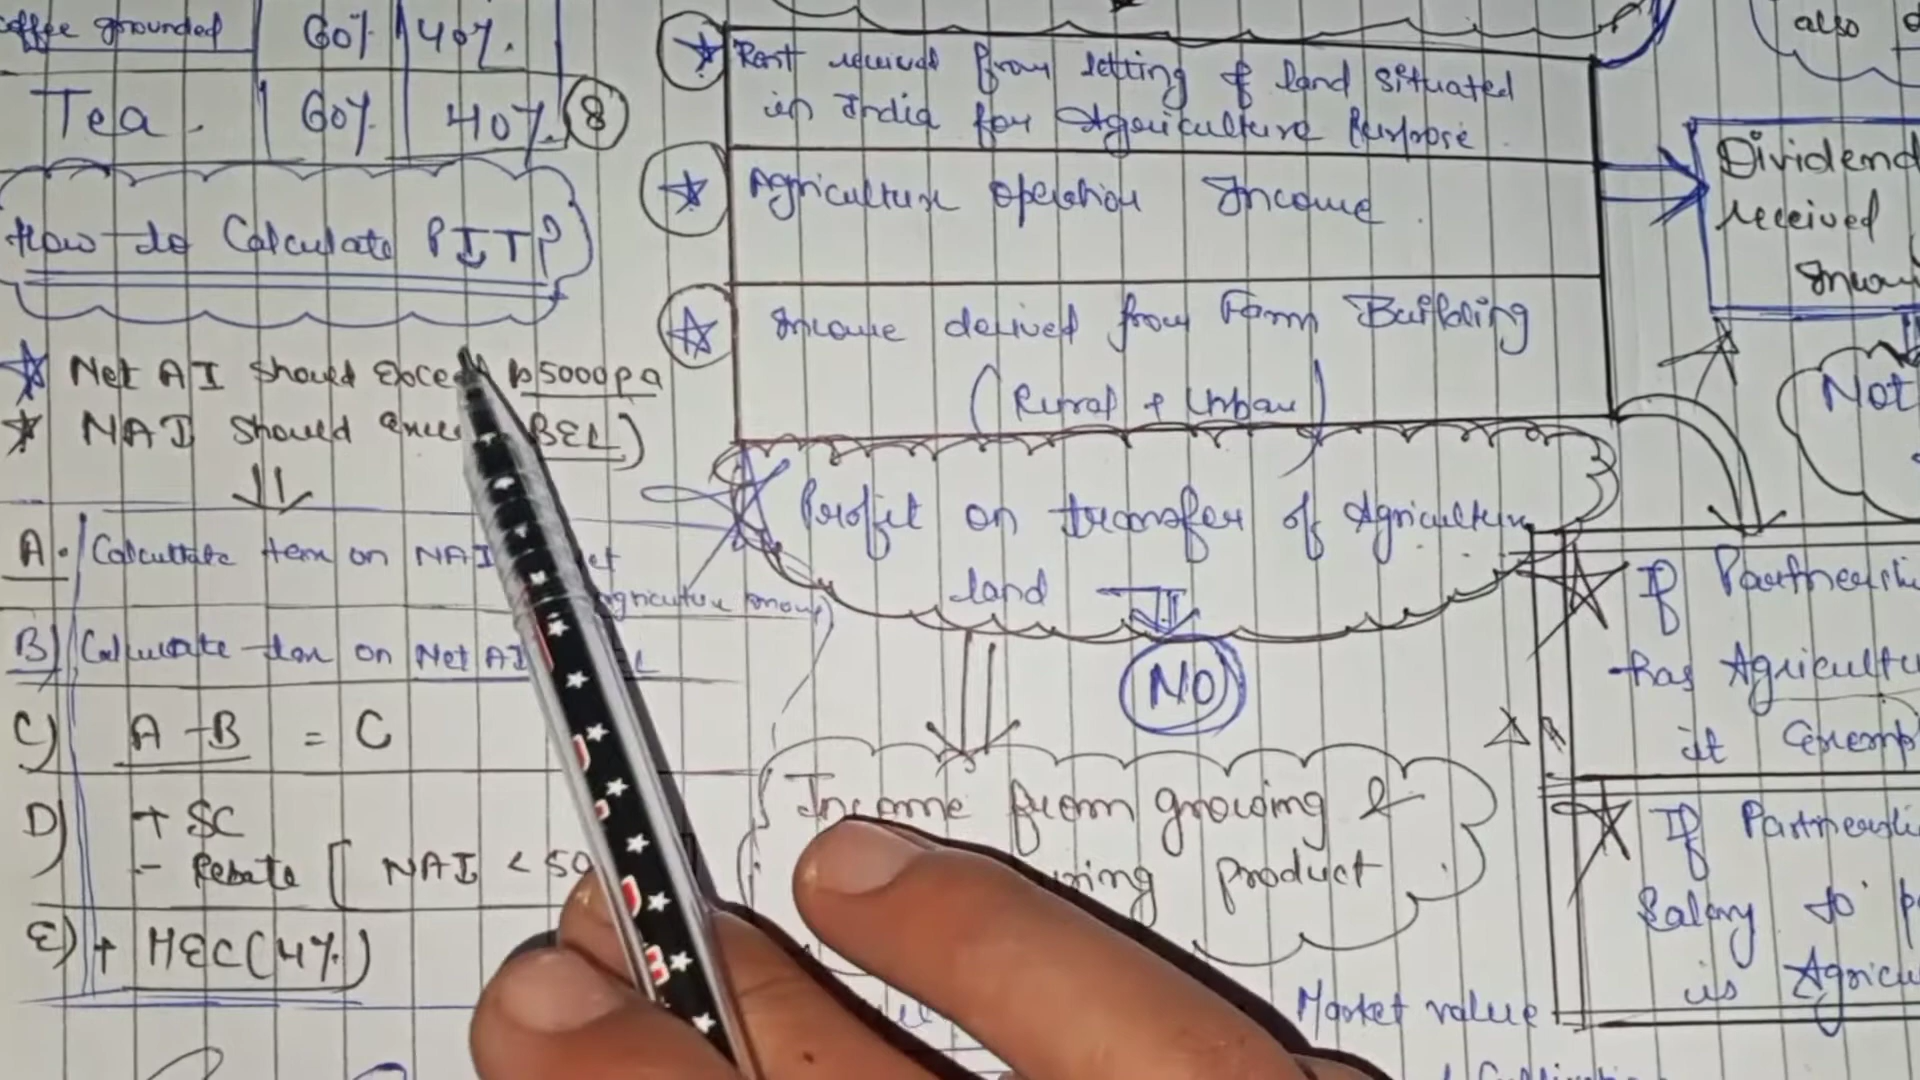 coffee grounded 60% 40%.
Tea. 60% 40% 8
How do Calculate PIT?
Net AI should Exceed 5000 pa
NAI should BEL)
A. Calculate tax on NAI
agriculture
B) Calculate tax on Net AI
C) A - B = C
D) + SC
- Rebate [ NAI < 50
E) + HEC (4%)
Rent received from letting of land situated
in India for Agriculture Purpose.
Agriculture operation Income.
Income derived from Farm Building
(Rural + Urban)
Profit on transfer of Agriculture
land
NO
Income from growing &
product
Market value
also
Dividend
received
Not
If Partnership
has Agricultu
it Exemp
If Partnershi
Salary to p
is Agricu